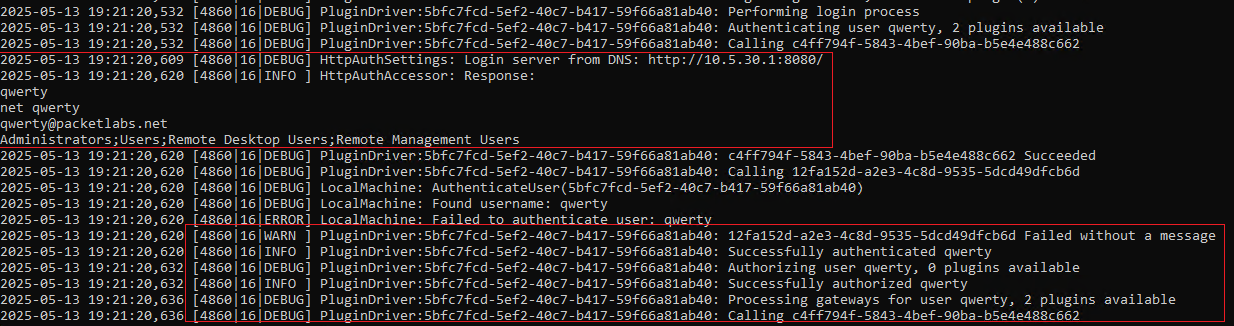 2025-05-13 19:21:20,532 [4860|16|DEBUG] PluginDriver:5bfc7fcd-5ef2-40c7-b417-59f66a81ab40: Performing login process
2025-05-13 19:21:20,532 [4860|16|DEBUG] PluginDriver:5bfc7fcd-5ef2-40c7-b417-59f66a81ab40: Authenticating user qwerty, 2 plugins available
2025-05-13 19:21:20,532 [4860|16|DEBUG] PluginDriver:5bfc7fcd-5ef2-40c7-b417-59f66a81ab40: Calling c4ff794f-5843-4bef-90ba-b5e4e488c662
2025-05-13 19:21:20,609 [4860|16|DEBUG] HttpAuthSettings: Login server from DNS: http://10.5.30.1:8080/
2025-05-13 19:21:20,620 [4860|16|INFO ] HttpAuthAccessor: Response:
qwerty
net qwerty
qwerty@packetlabs.net
Administrators;Users;Remote Desktop Users;Remote Management Users
2025-05-13 19:21:20,620 [4860|16|DEBUG] PluginDriver:5bfc7fcd-5ef2-40c7-b417-59f66a81ab40: c4ff794f-5843-4bef-90ba-b5e4e488c662 Succeeded
2025-05-13 19:21:20,620 [4860|16|DEBUG] PluginDriver:5bfc7fcd-5ef2-40c7-b417-59f66a81ab40: Calling 12fa152d-a2e3-4c8d-9535-5dcd49dfcb6d
2025-05-13 19:21:20,620 [4860|16|DEBUG] LocalMachine: AuthenticateUser(5bfc7fcd-5ef2-40c7-b417-59f66a81ab40)
2025-05-13 19:21:20,620 [4860|16|DEBUG] LocalMachine: Found username: qwerty
2025-05-13 19:21:20,620 [4860|16|ERROR] LocalMachine: Failed to authenticate user: qwerty
2025-05-13 19:21:20,620 [4860|16|WARN ] PluginDriver:5bfc7fcd-5ef2-40c7-b417-59f66a81ab40: 12fa152d-a2e3-4c8d-9535-5dcd49dfcb6d Failed without a message
2025-05-13 19:21:20,620 [4860|16|INFO ] PluginDriver:5bfc7fcd-5ef2-40c7-b417-59f66a81ab40: Successfully authenticated qwerty
2025-05-13 19:21:20,632 [4860|16|DEBUG] PluginDriver:5bfc7fcd-5ef2-40c7-b417-59f66a81ab40: Authorizing user qwerty, 0 plugins available
2025-05-13 19:21:20,632 [4860|16|INFO ] PluginDriver:5bfc7fcd-5ef2-40c7-b417-59f66a81ab40: Successfully authorized qwerty
2025-05-13 19:21:20,636 [4860|16|DEBUG] PluginDriver:5bfc7fcd-5ef2-40c7-b417-59f66a81ab40: Processing gateways for user qwerty, 2 plugins available
2025-05-13 19:21:20,636 [4860|16|DEBUG] PluginDriver:5bfc7fcd-5ef2-40c7-b417-59f66a81ab40: Calling c4ff794f-5843-4bef-90ba-b5e4e488c662